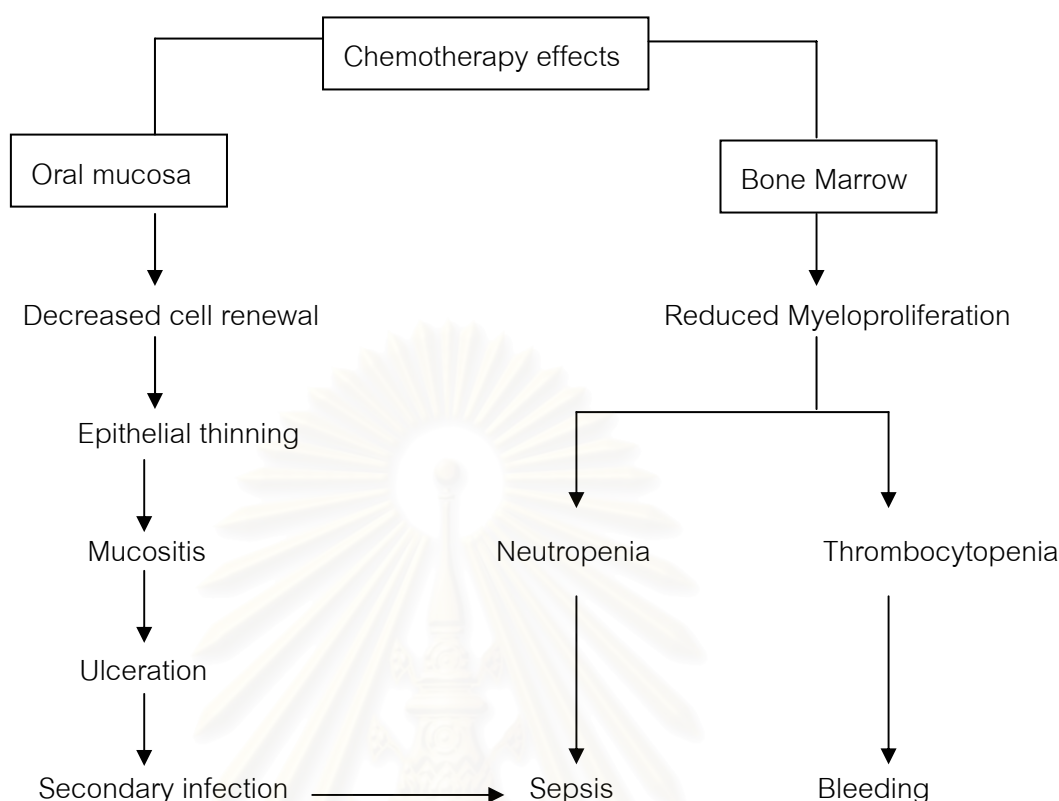 Chemotherapy effects
Oral mucosa
Bone Marrow
Decreased cell renewal
Reduced Myeloproliferation
Epithelial thinning
Mucositis
Neutropenia
Thrombocytopenia
Ulceration
Secondary infection
Sepsis
Bleeding